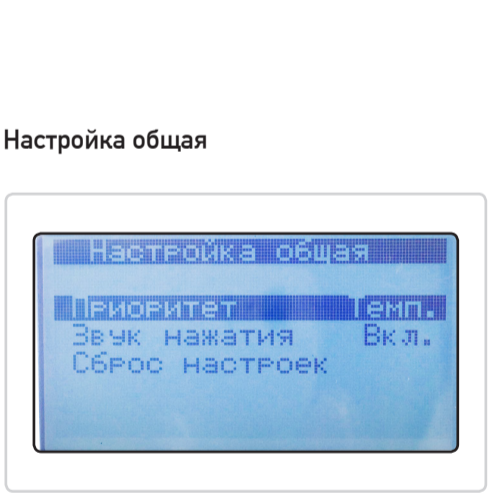 Настройка общая
Настройка общая
Приоритет Темп.
Звук нажатия Вкл.
Сброс настроек